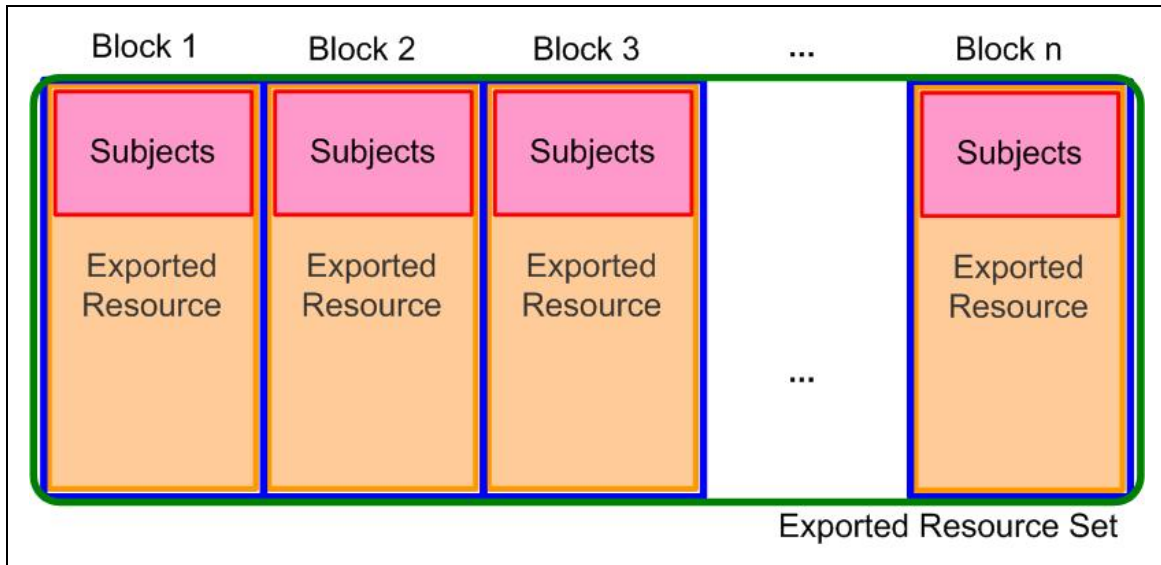 Block 1 Block 2 Block 3 ... Block n
Subjects Subjects Subjects Subjects
Exported Exported Exported Exported
Resource Resource Resource Resource
...
Exported Resource Set